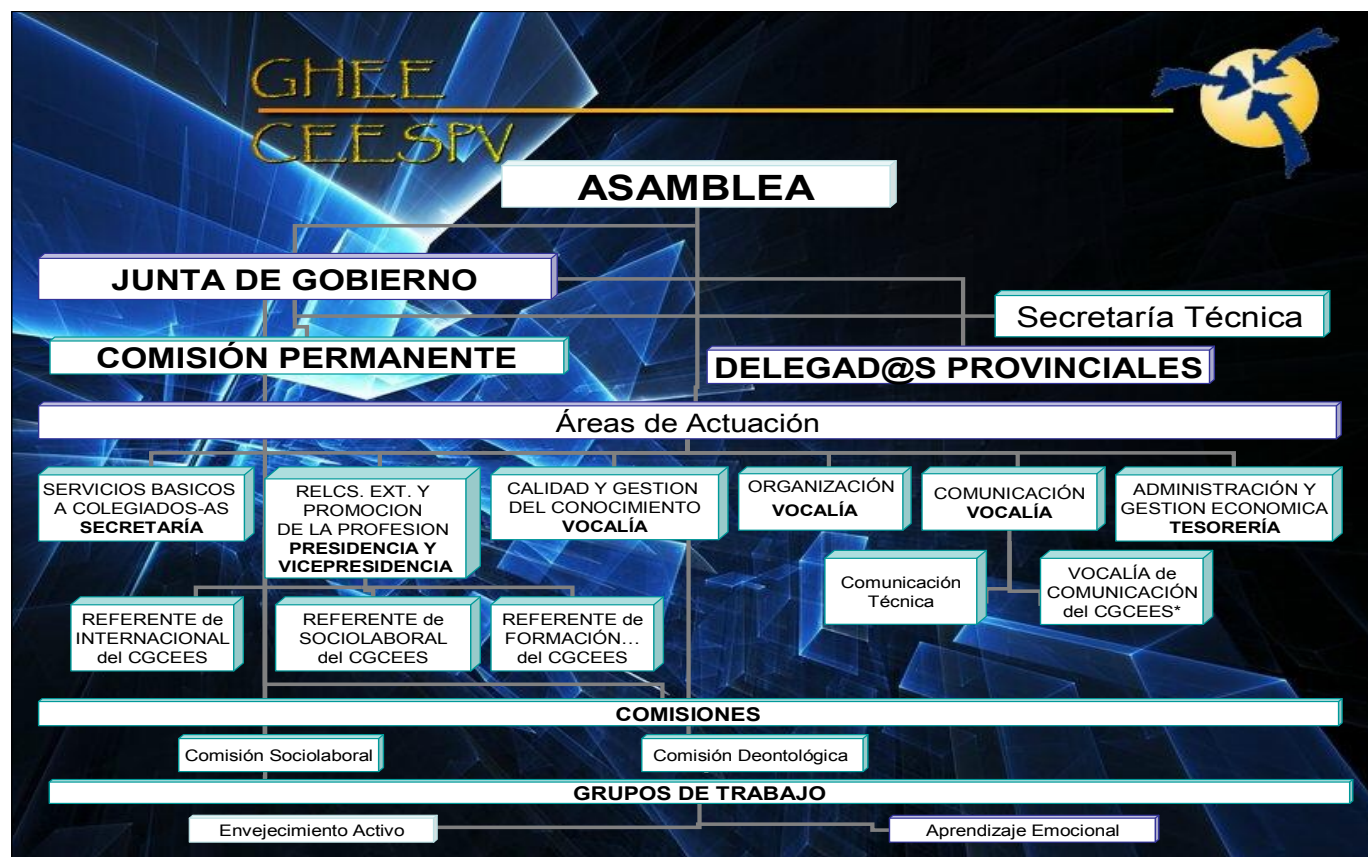 GHEE
CEESPV
ASAMBLEA
JUNTA DE GOBIERNO
Secretaría Técnica
COMISIÓN PERMANENTE
DELEGAD@S PROVINCIALES
Áreas de Actuación
SERVICIOS BASICOS
A COLEGIADOS-AS
SECRETARÍA
RELCS. EXT. Y
PROMOCION
DE LA PROFESION
PRESIDENCIA Y
VICEPRESIDENCIA
CALIDAD Y GESTION
DEL CONOCIMIENTO
VOCALÍA
ORGANIZACIÓN
VOCALÍA
COMUNICACIÓN
VOCALÍA
ADMINISTRACIÓN Y
GESTION ECONOMICA
TESORERÍA
REFERENTE de
INTERNACIONAL
del CGCEES
REFERENTE de
SOCIOLABORAL
del CGCEES
REFERENTE de
FORMACIÓN…
del CGCEES
Comunicación
Técnica
VOCALÍA de
COMUNICACIÓN
del CGCEES*
COMISIONES
Comisión Sociolaboral
Comisión Deontológica
GRUPOS DE TRABAJO
Envejecimiento Activo
Aprendizaje Emocional